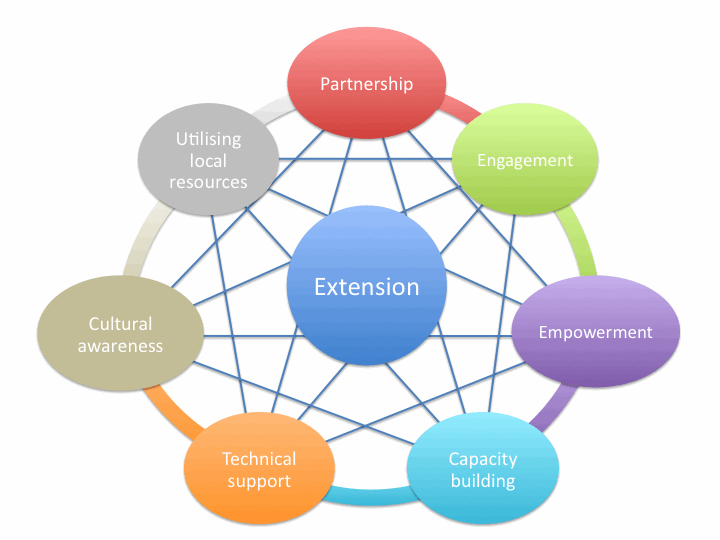 Partnership
Engagement
Empowerment
Capacity
building
Technical
support
Cultural
awareness
Utilising
local
resources
Extension